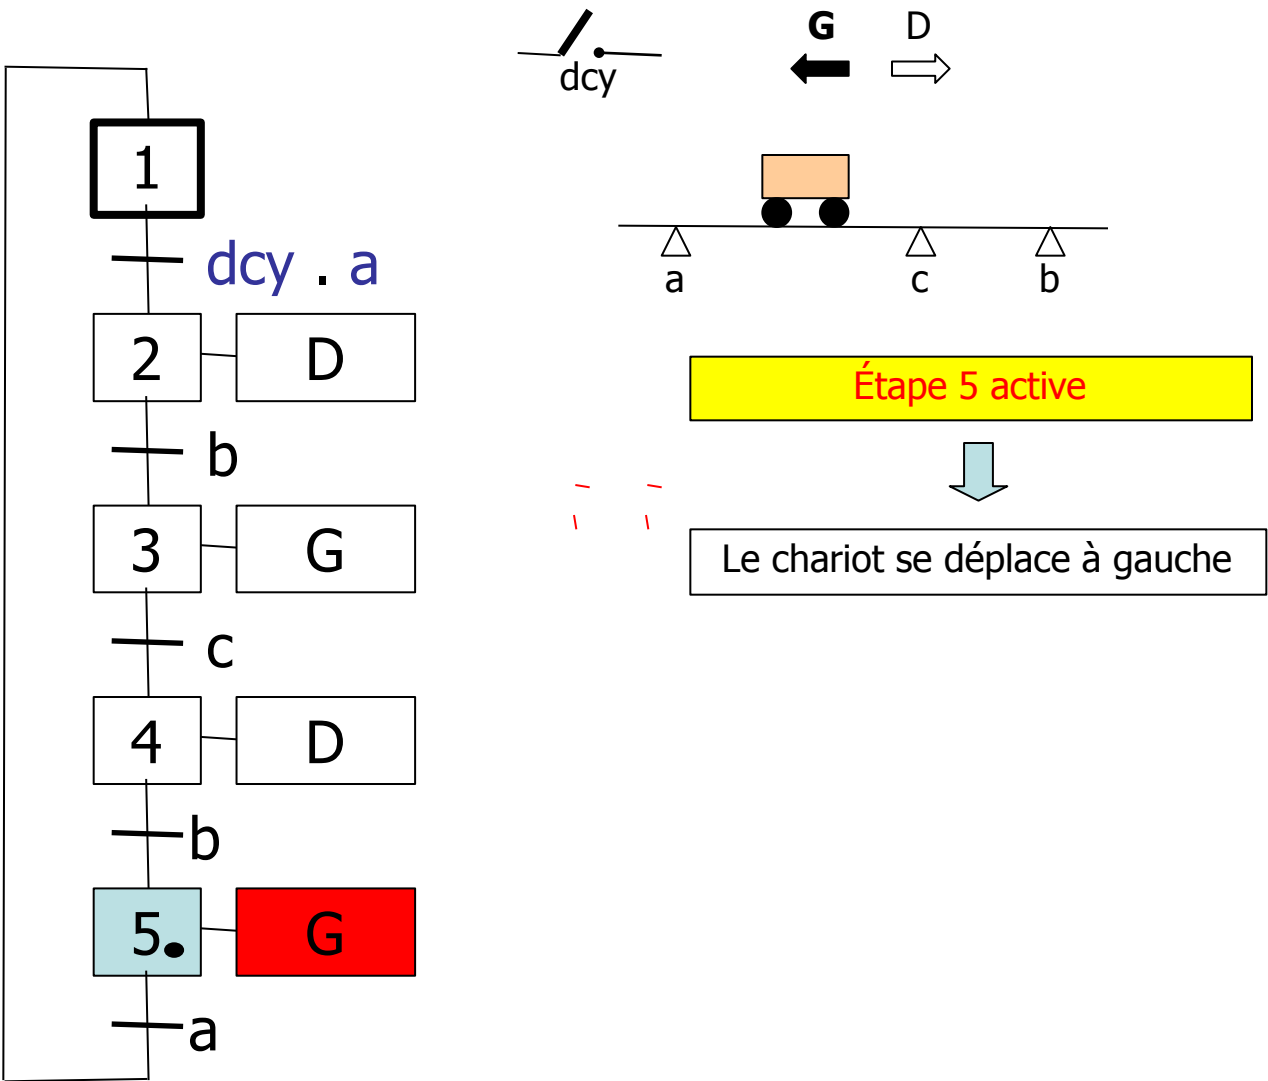 G D
dcy
1
dcy . a
a c b
2 D
Étape 5 active
b
3 G
Le chariot se déplace à gauche
c
4 D
b
5 G
a